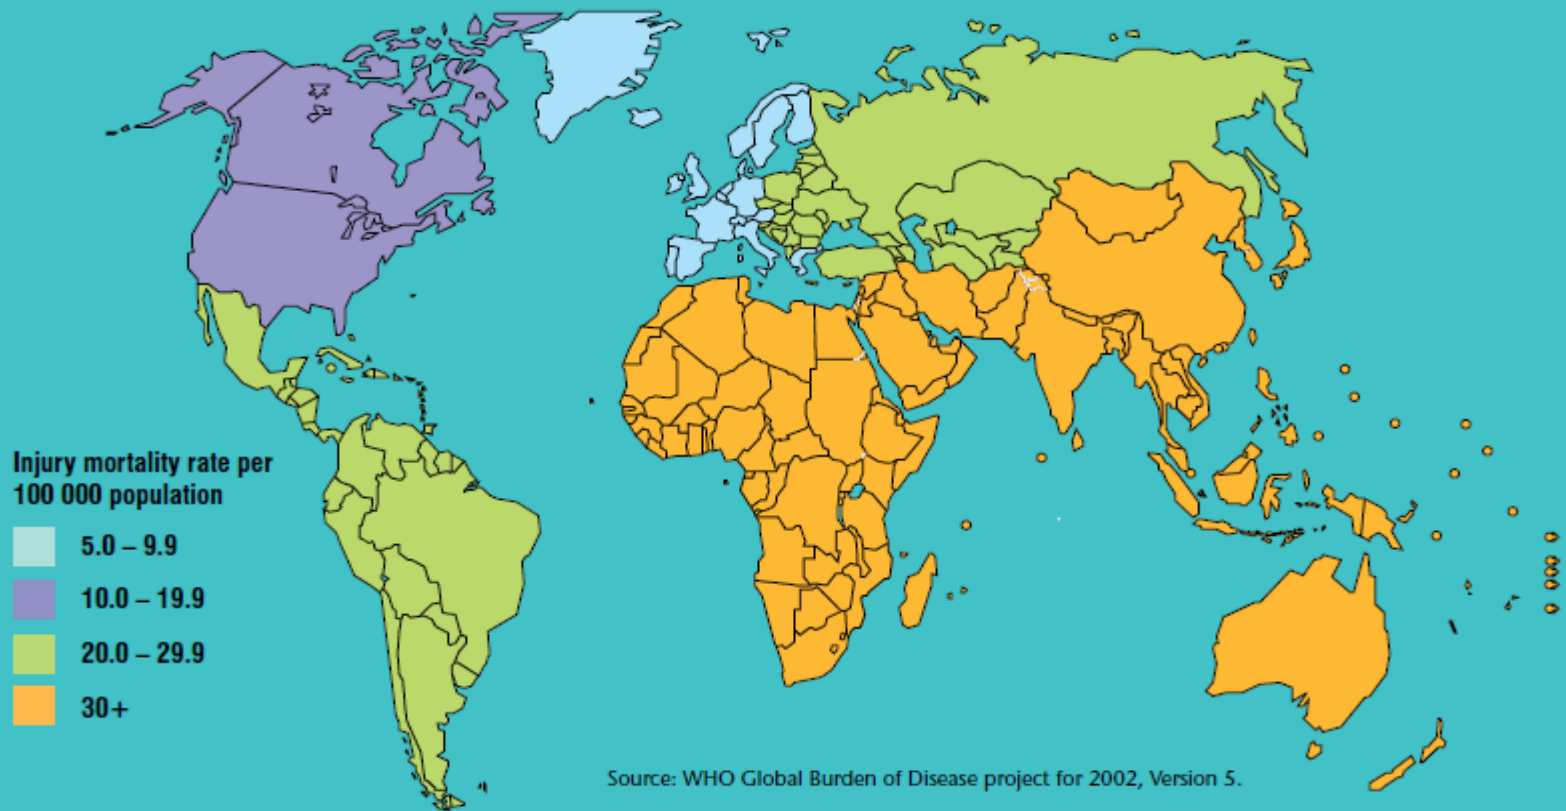 Injury mortality rate per
100 000 population
5.0 – 9.9
10.0 – 19.9
20.0 – 29.9
30+
Source: WHO Global Burden of Disease project for 2002, Version 5.